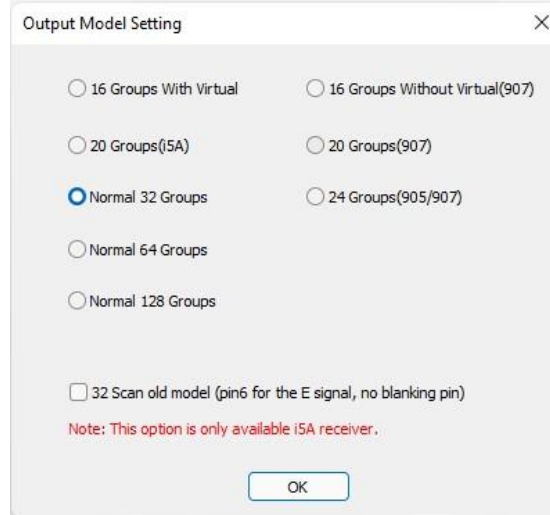 Output Model Setting
16 Groups With Virtual
16 Groups Without Virtual(907)
20 Groups(i5A)
20 Groups(907)
Normal 32 Groups
24 Groups(905/907)
Normal 64 Groups
Normal 128 Groups
32 Scan old model (pin6 for the E signal, no blanking pin)
Note: This option is only available i5A receiver.
OK